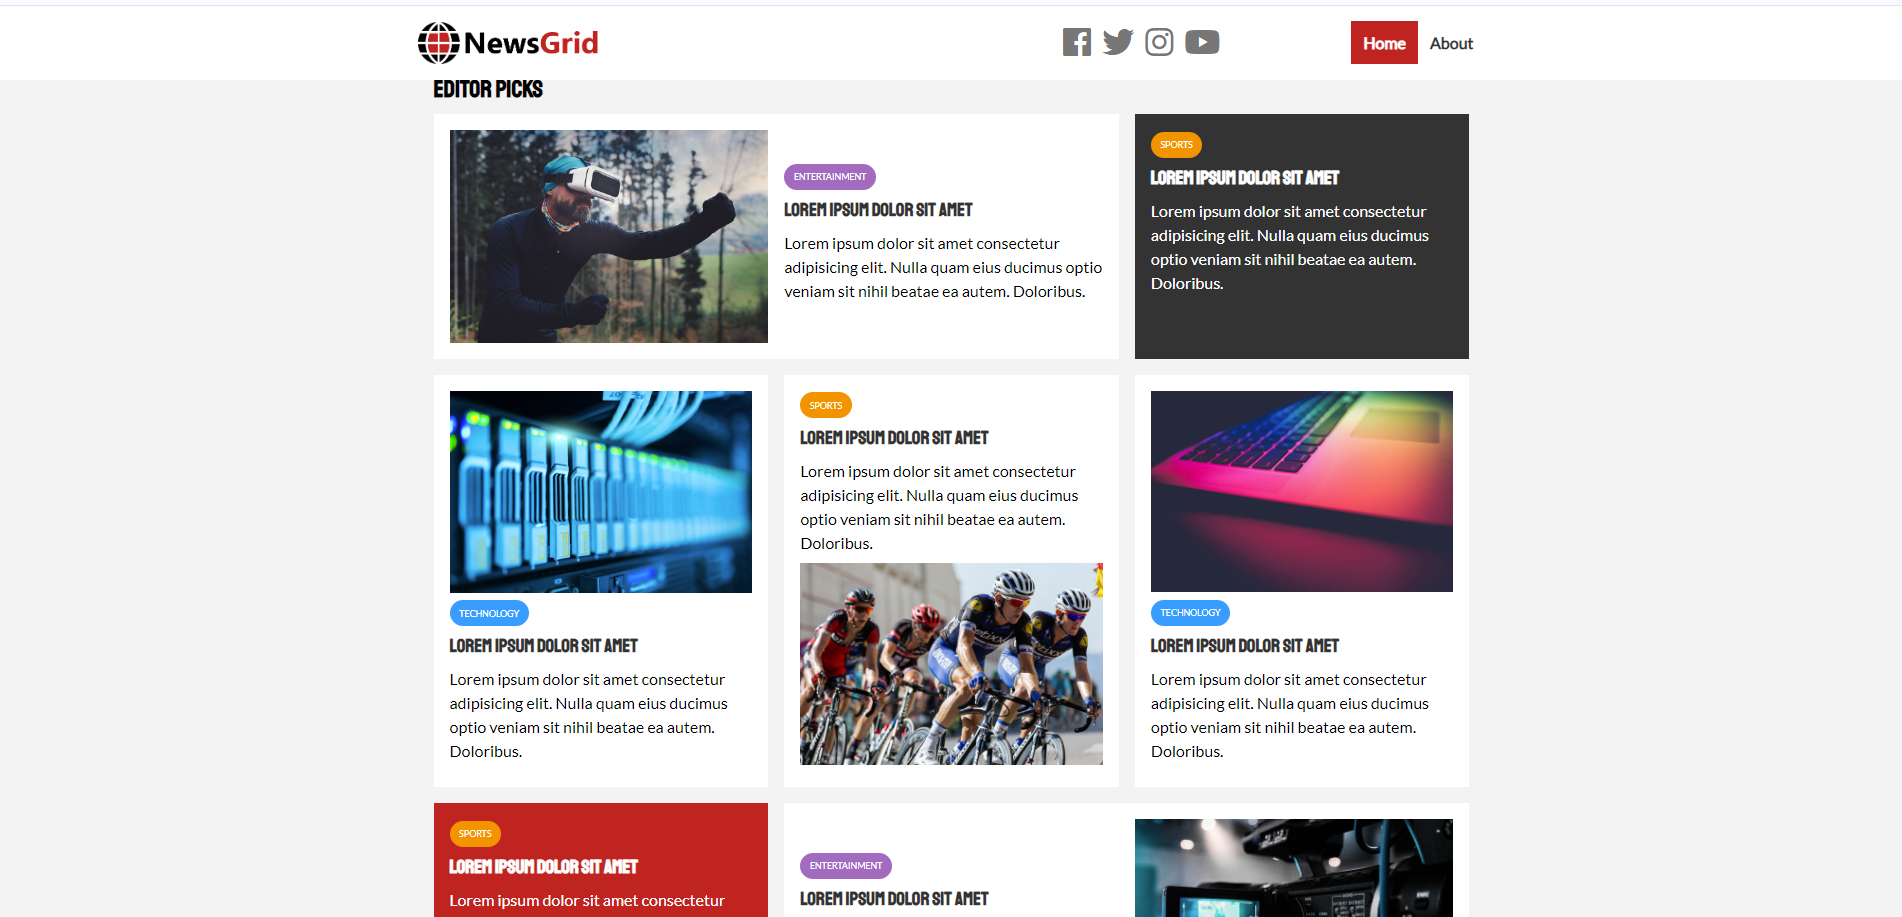 NewsGrid
Home
About
EDITOR PICKS
ENTERTAINMENT
LOREM IPSUM DOLOR SIT AMET
Lorem ipsum dolor sit amet consectetur
adipisicing elit. Nulla quam eius ducimus optio
veniam sit nihil beatae ea autem. Doloribus.
SPORTS
LOREM IPSUM DOLOR SIT AMET
Lorem ipsum dolor sit amet consectetur
adipisicing elit. Nulla quam eius ducimus
optio veniam sit nihil beatae ea autem.
Doloribus.
TECHNOLOGY
LOREM IPSUM DOLOR SIT AMET
Lorem ipsum dolor sit amet consectetur
adipisicing elit. Nulla quam eius ducimus
optio veniam sit nihil beatae ea autem.
Doloribus.
SPORTS
LOREM IPSUM DOLOR SIT AMET
Lorem ipsum dolor sit amet consectetur
adipisicing elit. Nulla quam eius ducimus
optio veniam sit nihil beatae ea autem.
Doloribus.
TECHNOLOGY
LOREM IPSUM DOLOR SIT AMET
Lorem ipsum dolor sit amet consectetur
adipisicing elit. Nulla quam eius ducimus
optio veniam sit nihil beatae ea autem.
Doloribus.
SPORTS
LOREM IPSUM DOLOR SIT AMET
Lorem ipsum dolor sit amet consectetur
ENTERTAINMENT
LOREM IPSUM DOLOR SIT AMET